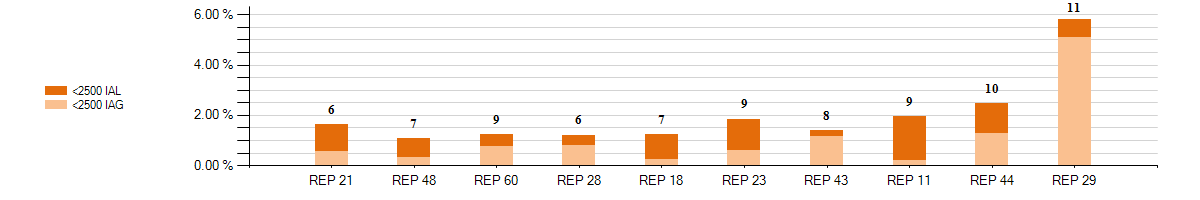 6.00 %
4.00 %
2.00 %
0.00 %
<2500 IAL
<2500 IAG
6
7
9
6
7
9
8
9
10
11
REP 21
REP 48
REP 60
REP 28
REP 18
REP 23
REP 43
REP 11
REP 44
REP 29